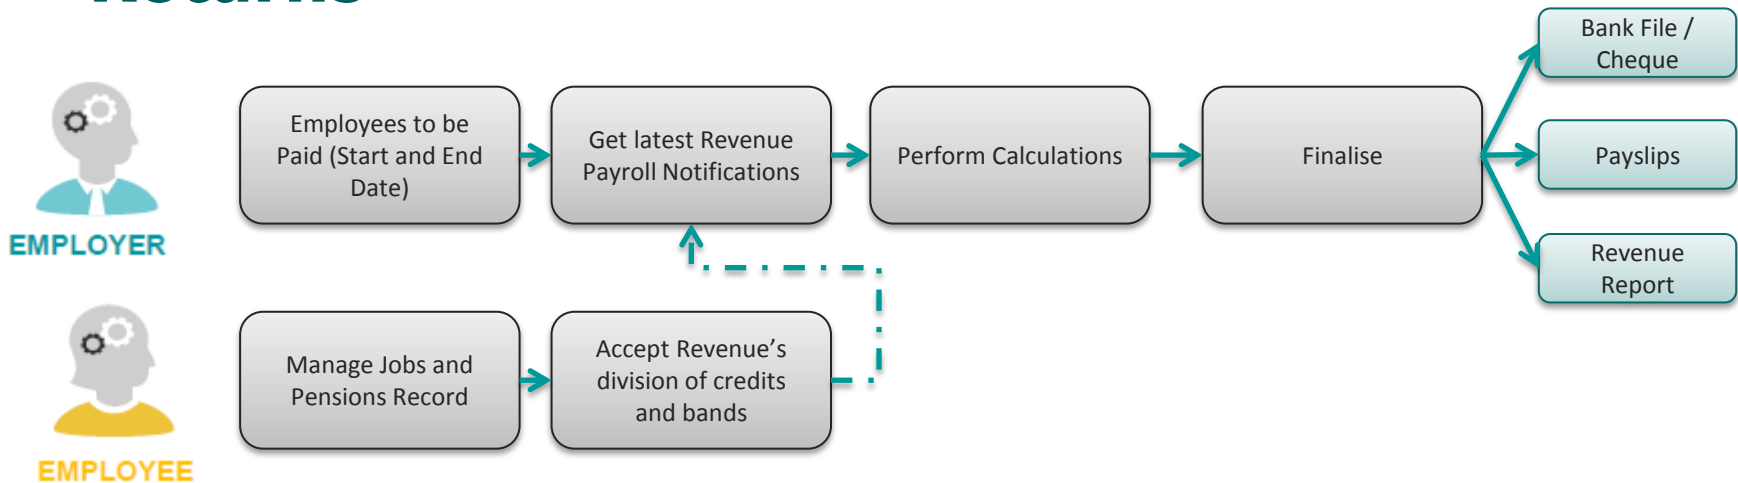 Bank File /
Cheque
Employees to be
Paid (Start and End
Date)
Get latest Revenue
Payroll Notifications
Perform Calculations
Finalise
Payslips
EMPLOYER
Revenue
Report
Manage Jobs and
Pensions Record
Accept Revenue’s
division of credits
and bands
EMPLOYEE